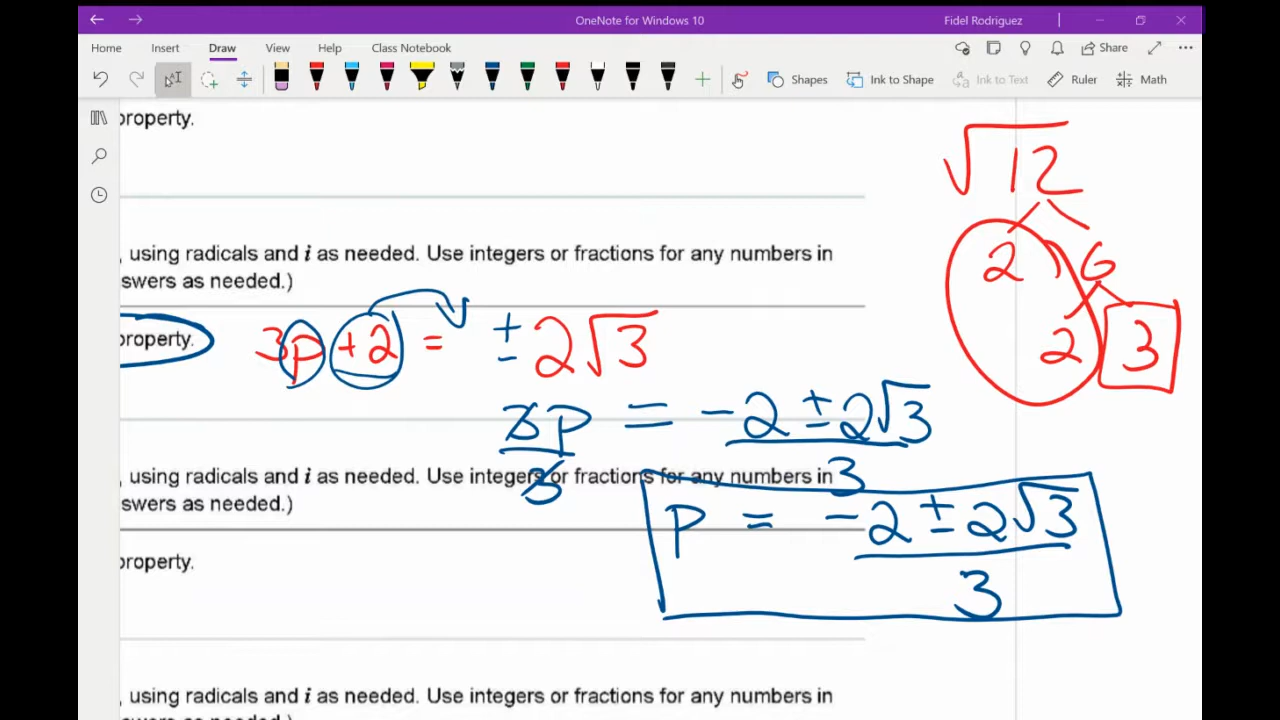 OneNote for Windows 10
Fidel Rodriguez
Home Insert Draw View Help Class Notebook Share
Shapes Ink to Shape Ink to Text Ruler Math
property.
, using radicals and i as needed. Use integers or fractions for any numbers in
swers as needed.)
property.
3p + 2 = ± 2√3
3p = -2 ± 2√3
3 3
, using radicals and i as needed. Use integers or fractions for any numbers in
swers as needed.)
p = -2 ± 2√3
3
property.
, using radicals and i as needed. Use integers or fractions for any numbers in
√12
2 6
2 3